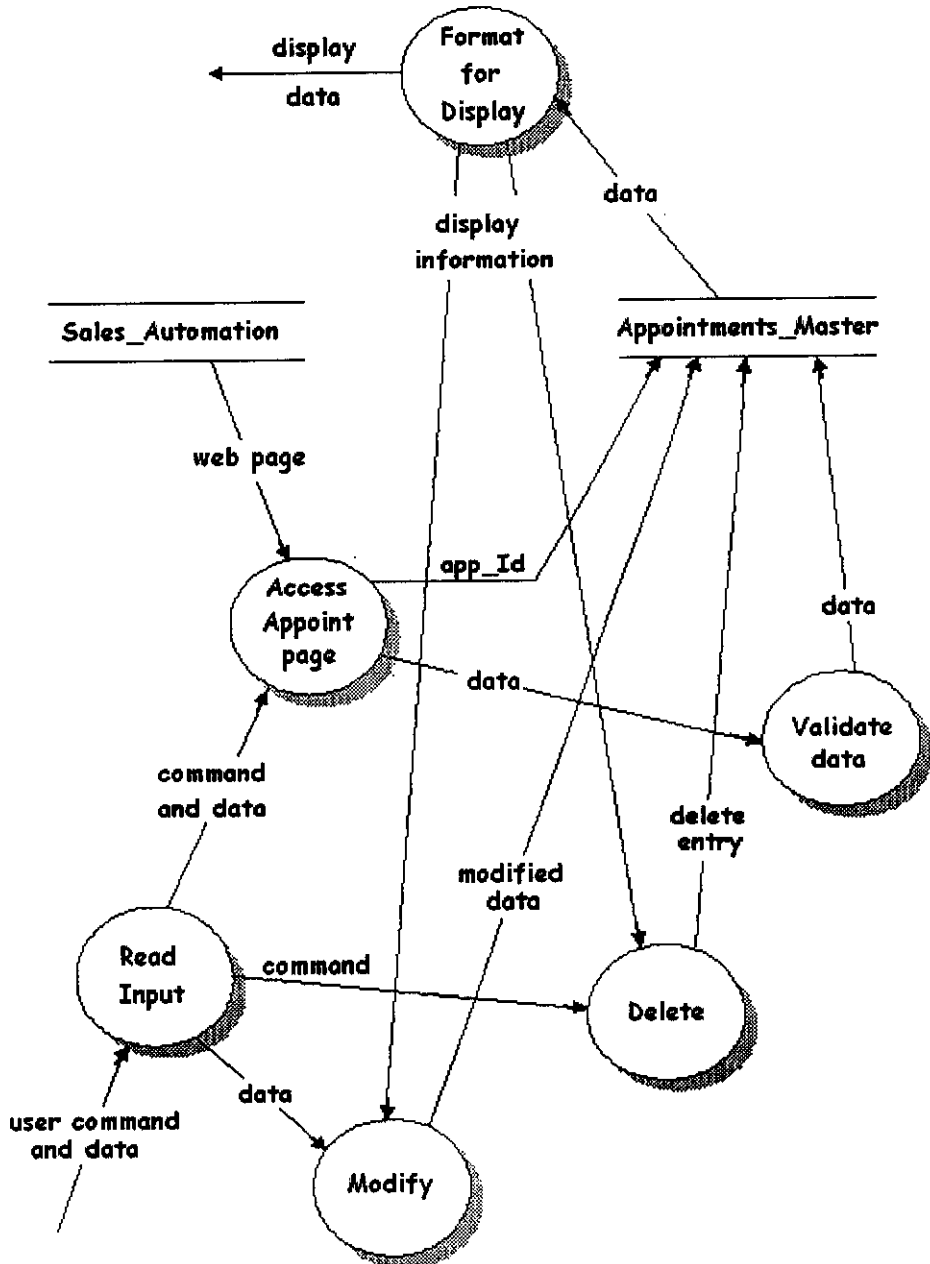 Format
for
Display
display
data
data
display
information
Sales_Automation
Appointments_Master
web page
app_Id
Access
Appoint
page
data
data
Validate
data
command
and data
delete
entry
modified
data
Read
Input
command
Delete
data
user command
and data
Modify